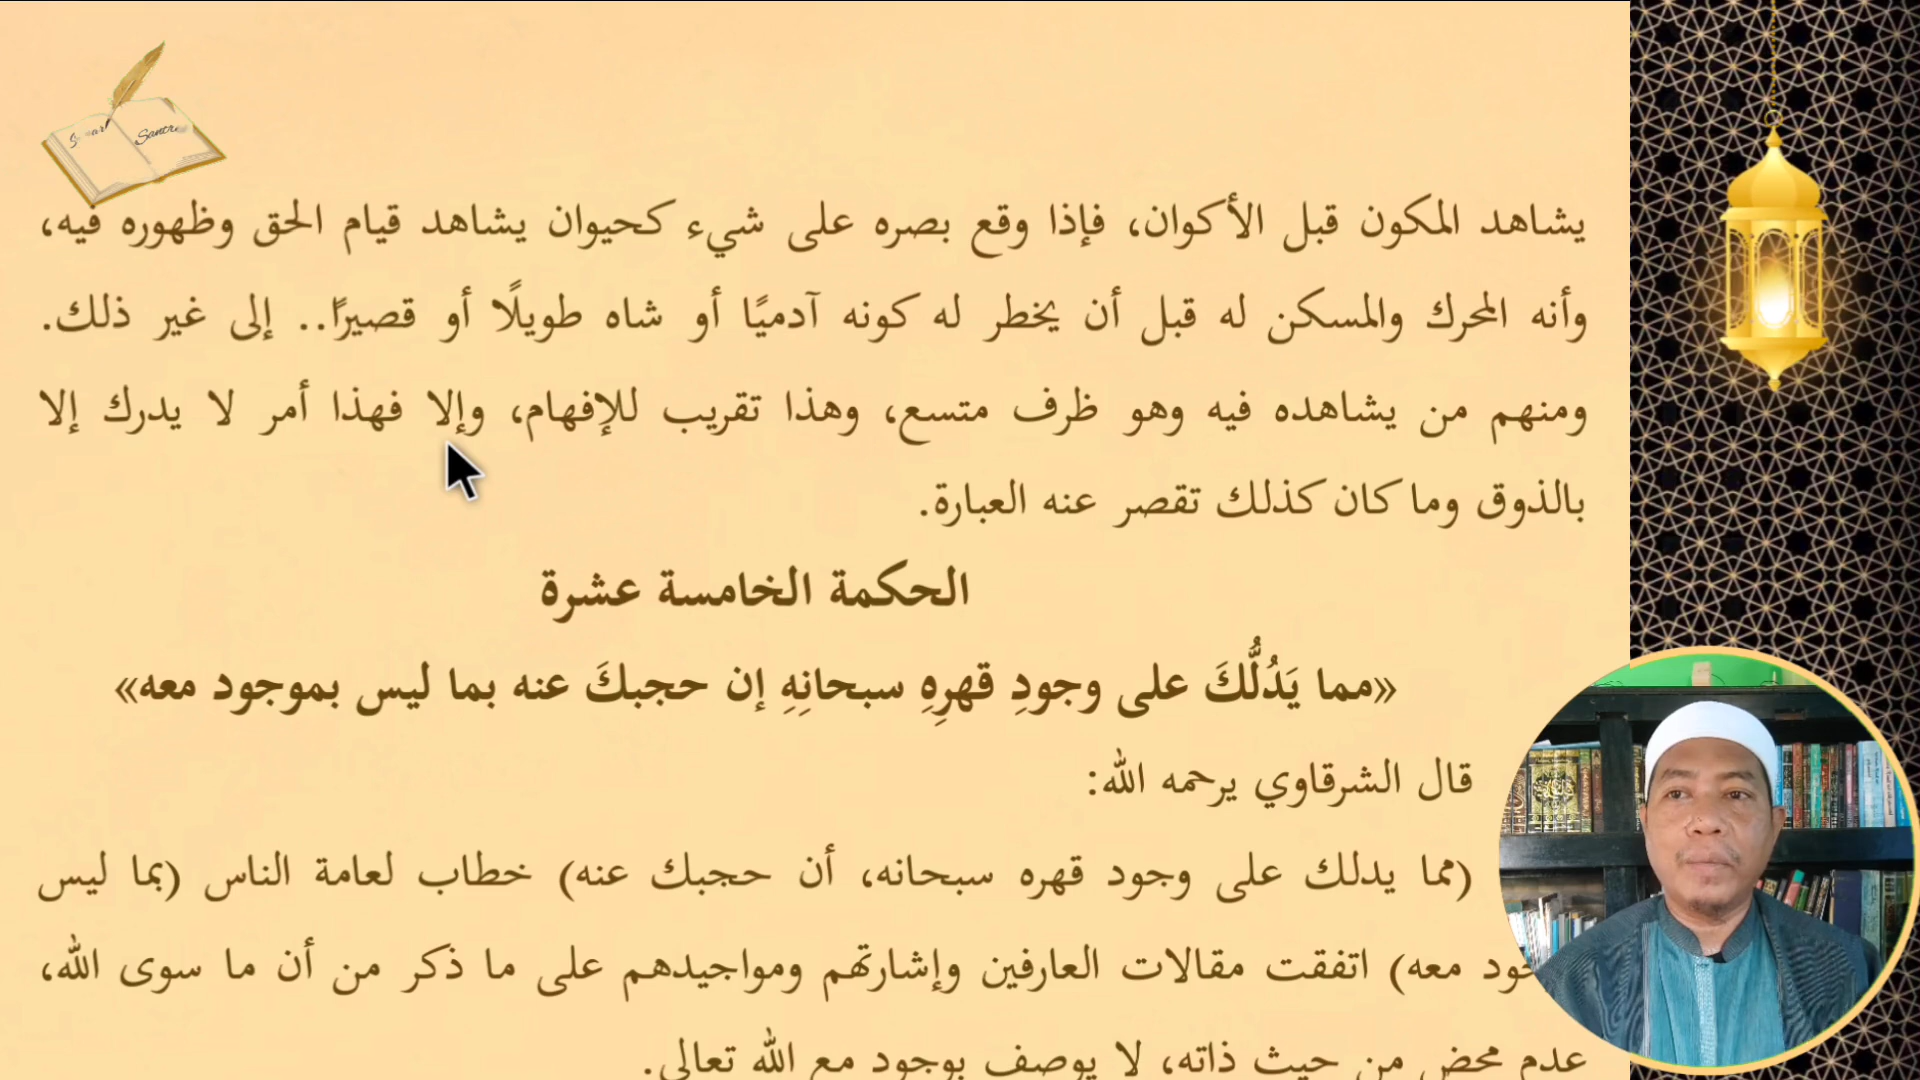 Santri
يشاهد المكون قبل الأكوان، فإذا وقع بصره على شيء كحيوان يشاهد قيام الحق وظهوره فيه،
وأنه المحرك والمسكن له قبل أن يخطر له كونه آدميًا أو شاه طويلًا أو قصيرًا.. إلى غير ذلك.
ومنهم من يشاهده فيه وهو ظرف متسع، وهذا تقريب للإفهام، وإلا فهذا أمر لا يدرك إلا
بالذوق وما كان كذلك تقصر عنه العبارة.
الحكمة الخامسة عشرة
«مما يَدُلُّكَ على وجودِ قهرِهِ سبحانِهِ إن حجبكَ عنه بما ليس بموجود معه»
قال الشرقاوي يرحمه الله:
(مما يدلك على وجود قهره سبحانه، أن حجبك عنه) خطاب لعامة الناس (بما ليس
معه) اتفقت مقالات العارفين وإشارتهم ومواجيدهم على ما ذكر من أن ما سوى الله،
عدم محض من حيث ذاته، لا يوصف بوجود مع الله تعالى.